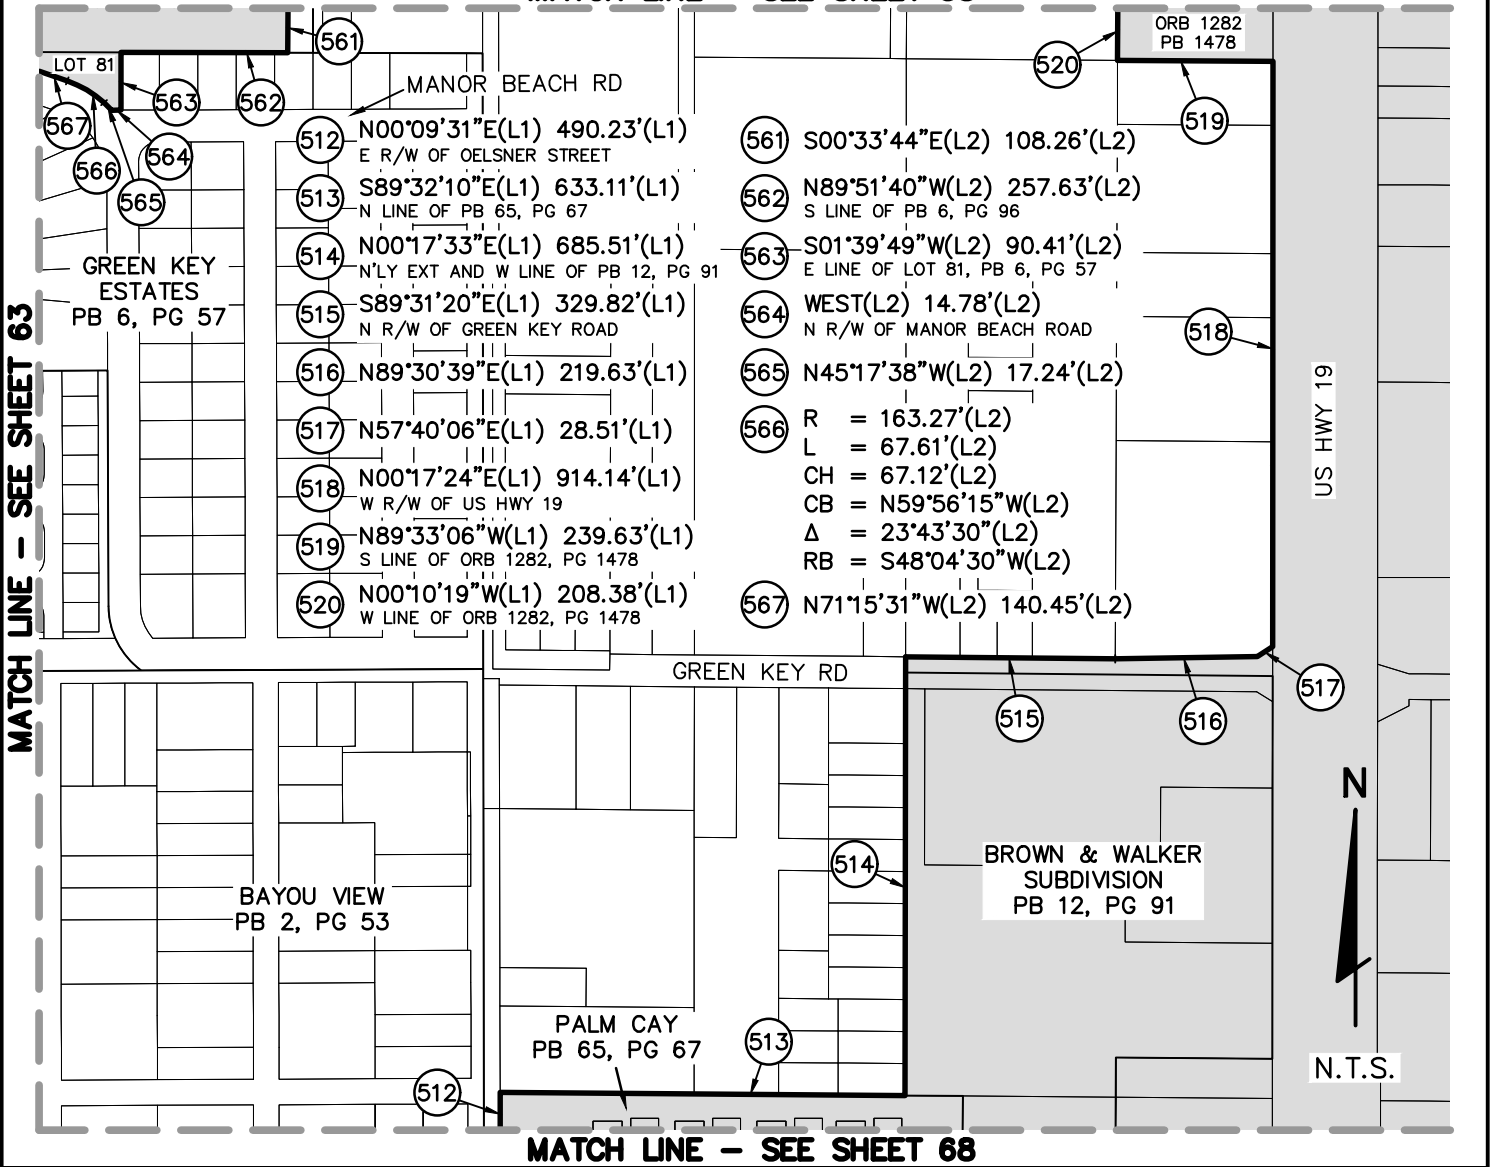 561
ORB 1282
PB 1478
520
LOT 81
563
562
MANOR BEACH RD
519
567
566
564
565
512 N00°09'31"E(L1) 490.23'(L1)
E R/W OF OELSNER STREET
513 S89°32'10"E(L1) 633.11'(L1)
N LINE OF PB 65, PG 67
514 N00°17'33"E(L1) 685.51'(L1)
N'LY EXT AND W LINE OF PB 12, PG 91
515 S89°31'20"E(L1) 329.82'(L1)
N R/W OF GREEN KEY ROAD
516 N89°30'39"E(L1) 219.63'(L1)
517 N57°40'06"E(L1) 28.51'(L1)
518 N00°17'24"E(L1) 914.14'(L1)
W R/W OF US HWY 19
519 N89°33'06"W(L1) 239.63'(L1)
S LINE OF ORB 1282, PG 1478
520 N00°10'19"W(L1) 208.38'(L1)
W LINE OF ORB 1282, PG 1478
561 S00°33'44"E(L2) 108.26'(L2)
562 N89°51'40"W(L2) 257.63'(L2)
S LINE OF PB 6, PG 96
563 S01°39'49"W(L2) 90.41'(L2)
E LINE OF LOT 81, PB 6, PG 57
564 WEST(L2) 14.78'(L2)
N R/W OF MANOR BEACH ROAD
565 N45°17'38"W(L2) 17.24'(L2)
566 R = 163.27'(L2)
L = 67.61'(L2)
CH = 67.12'(L2)
CB = N59°56'15"W(L2)
Δ = 23°43'30"(L2)
RB = S48°04'30"W(L2)
567 N71°15'31"W(L2) 140.45'(L2)
GREEN KEY
ESTATES
PB 6, PG 57
MATCH LINE - SEE SHEET 63
518
US HWY 19
GREEN KEY RD
517
515
516
N
514
BROWN & WALKER
SUBDIVISION
PB 12, PG 91
BAYOU VIEW
PB 2, PG 53
PALM CAY
PB 65, PG 67
513
N.T.S.
512
MATCH LINE - SEE SHEET 68